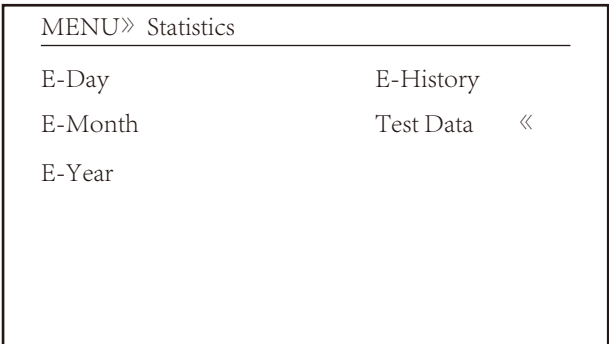 MENU» Statistics
E-Day E-History
E-Month Test Data «
E-Year